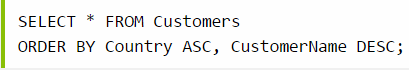 SELECT * FROM Customers
ORDER BY Country ASC, CustomerName DESC;